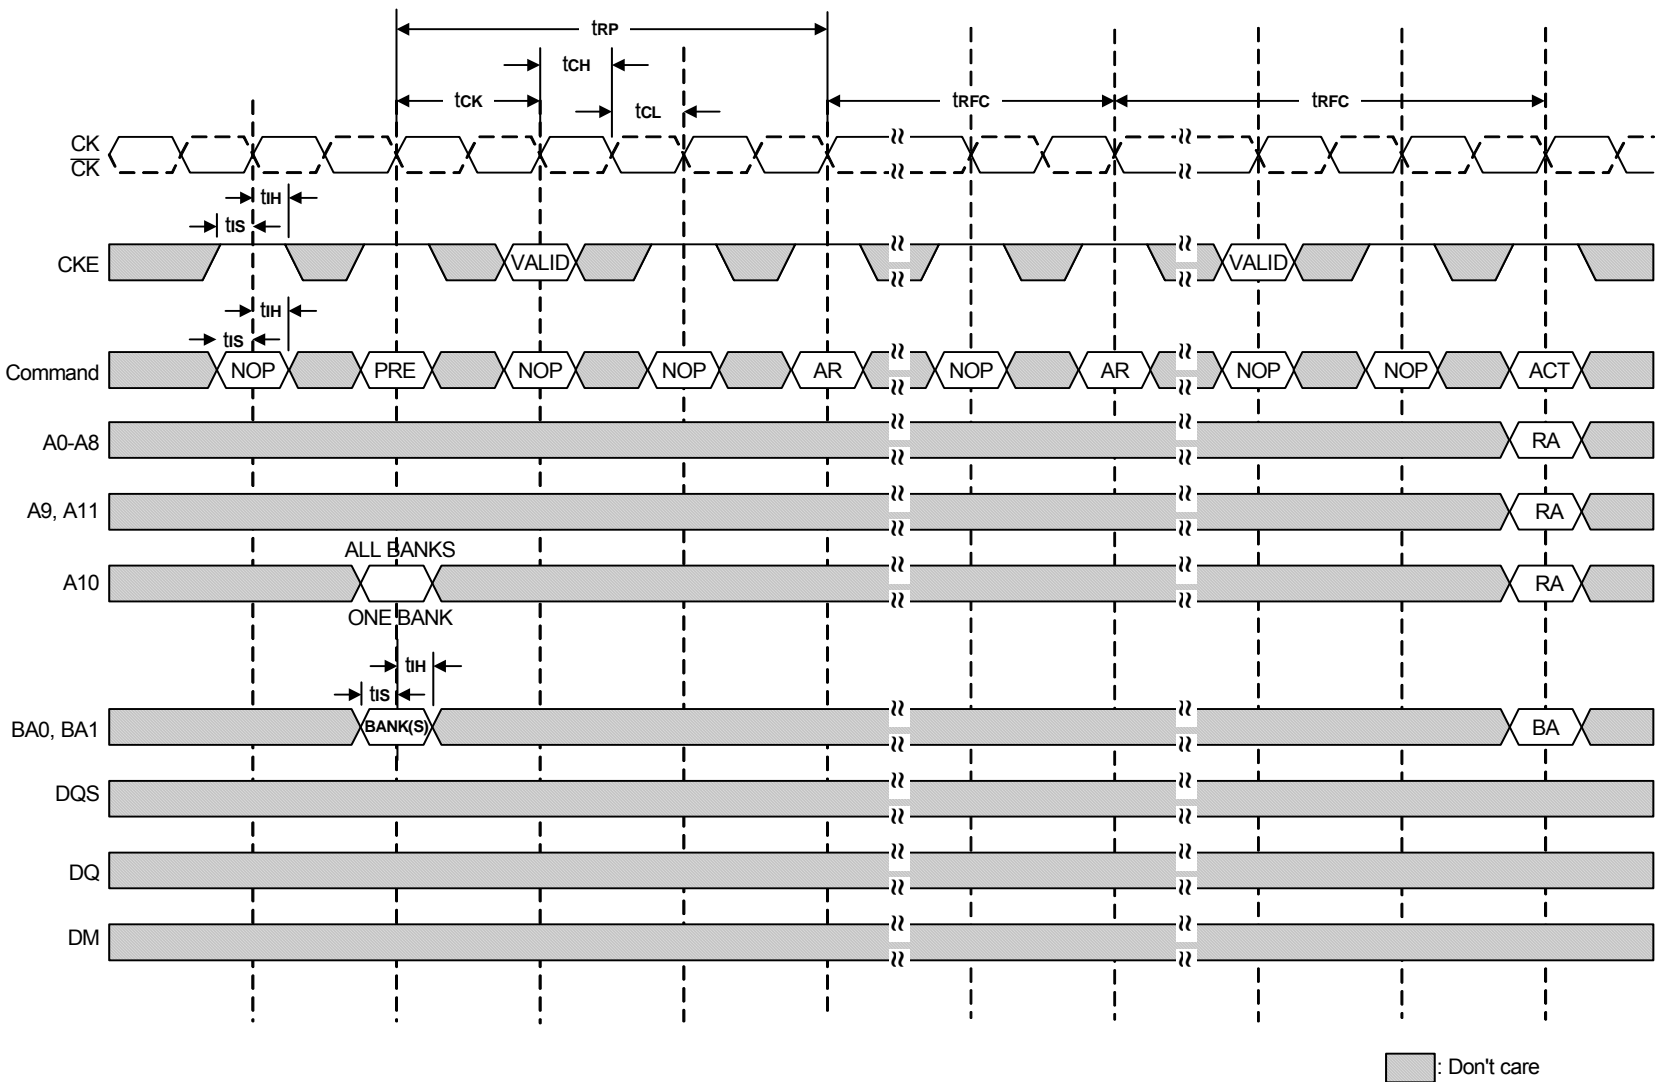 tRP
tCH
tCK tCL tRFC tRFC
CK
CK
tIH
tIS
CKE VALID VALID
tIH
tIS
Command NOP PRE NOP NOP AR NOP AR NOP NOP ACT
A0-A8 RA
A9, A11 RA
ALL BANKS
A10 RA
ONE BANK
tIH
tIS
BA0, BA1 BANK(S) BA
DQS
DQ
DM
: Don't care